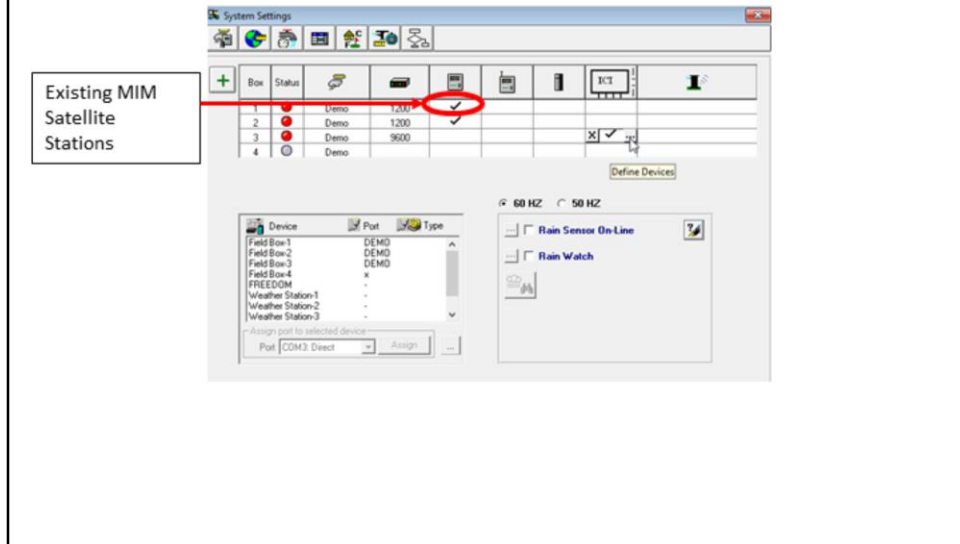 System Settings
Existing MIM
Satellite
Stations
Box Status ICI
1 Demo 1200
2 Demo 1200
3 Demo 9600
4 Demo
Define Devices
60 HZ 50 HZ
Device Port Type
Field Box-1 DEMO
Field Box-2 DEMO
Field Box-3 DEMO
Field Box-4 x
FREEDOM -
Weather Station-1 -
Weather Station-2 -
Weather Station-3 -
Assign port to selected device
Port COM3: Direct Assign ...
... Rain Sensor On-Line
... Rain Watch